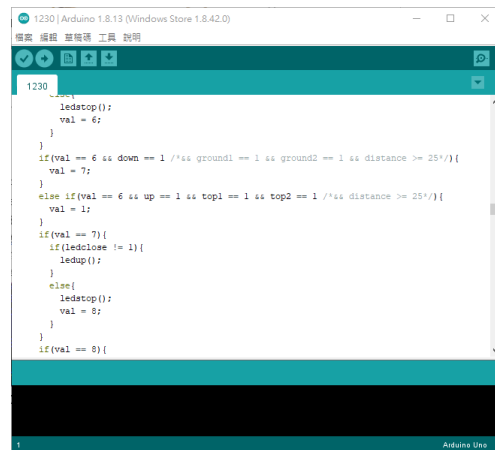 1230 | Arduino 1.8.13 (Windows Store 1.8.42.0)
檔案 編輯 草稿碼 工具 說明
1230
else{
ledstop();
val = 6;
}
}
if(val == 6 && down == 1 /*&& ground1 == 1 && ground2 == 1 && distance >= 25*/){
val = 7;
}
else if(val == 6 && up == 1 && top1 == 1 && top2 == 1 /*&& distance >= 25*/){
val = 1;
}
if(val == 7){
if(ledclose != 1){
ledup();
}
else{
ledstop();
val = 8;
}
}
if(val == 8){
1
Arduino Uno